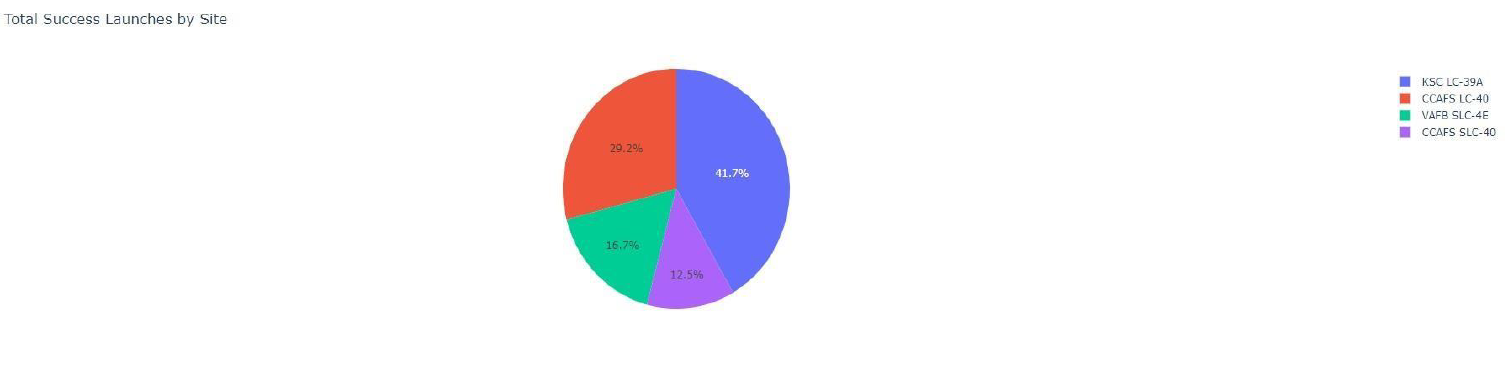 Total Success Launches by Site
KSC LC-39A
CCAFS LC-40
VAFB SLC-4E
CCAFS SLC-40
29.2%
41.7%
16.7%
12.5%